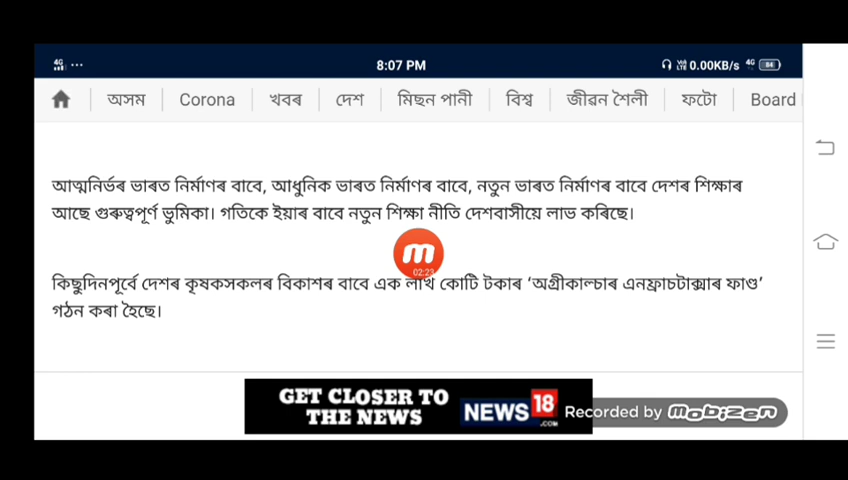 4G ... 8:07 PM 0.00KB/s 4G 84
অসম Corona খবৰ দেশ মিছন পানী বিশ্ব জীৱন শৈলী ফটো Board
আত্মনিৰ্ভৰ ভাৰত নিৰ্মাণৰ বাবে, আধুনিক ভাৰত নিৰ্মাণৰ বাবে, নতুন ভাৰত নিৰ্মাণৰ বাবে দেশৰ শিক্ষাৰ
আছে গুৰুত্বপূৰ্ণ ভুমিকা। গতিকে ইয়াৰ বাবে নতুন শিক্ষা নীতি দেশবাসীয়ে লাভ কৰিছে।
m
02:23
কিছুদিনপূৰ্বে দেশৰ কৃষকসকলৰ বিকাশৰ বাবে এক লাখ কোটি টকাৰ ‘অগ্ৰীকাল্চাৰ এনফ্ৰাচটাক্সাৰ ফাণ্ড’
গঠন কৰা হৈছে।
GET CLOSER TO
THE NEWS
NEWS 18
.COM
Recorded by mobizen